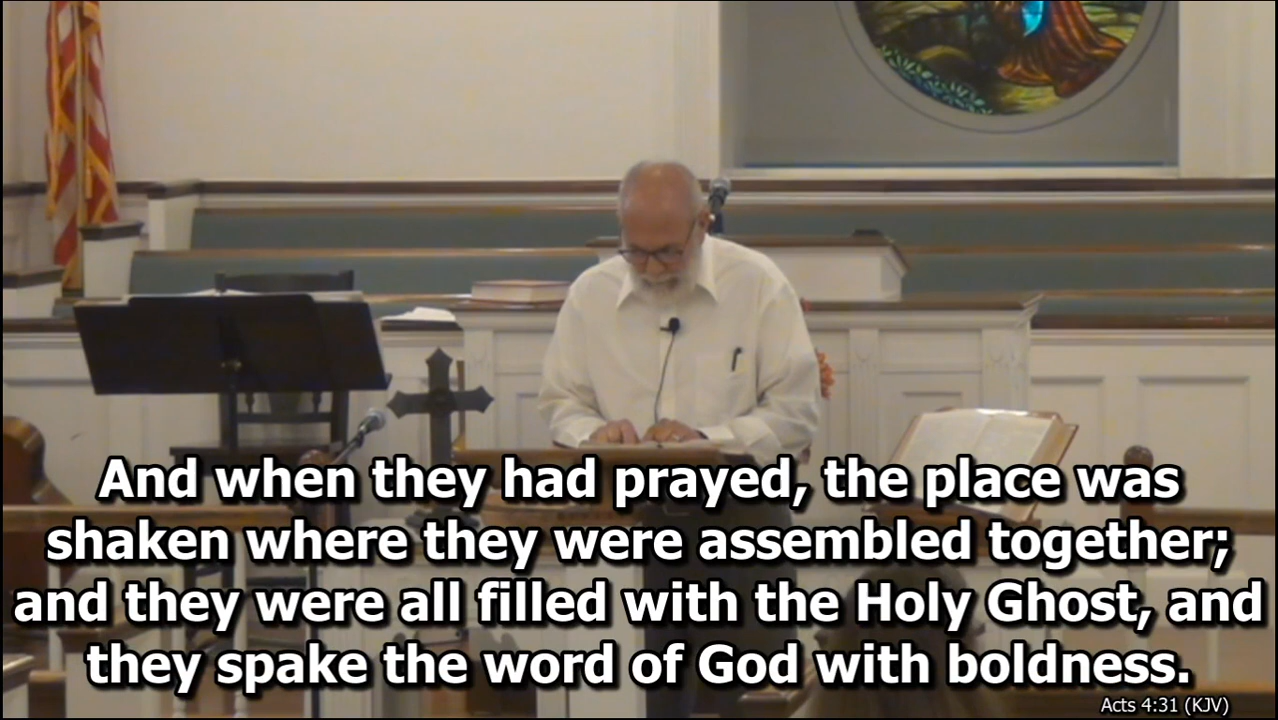 And when they had prayed, the place was
shaken where they were assembled together;
and they were all filled with the Holy Ghost, and
they spake the word of God with boldness.
Acts 4:31 (KJV)